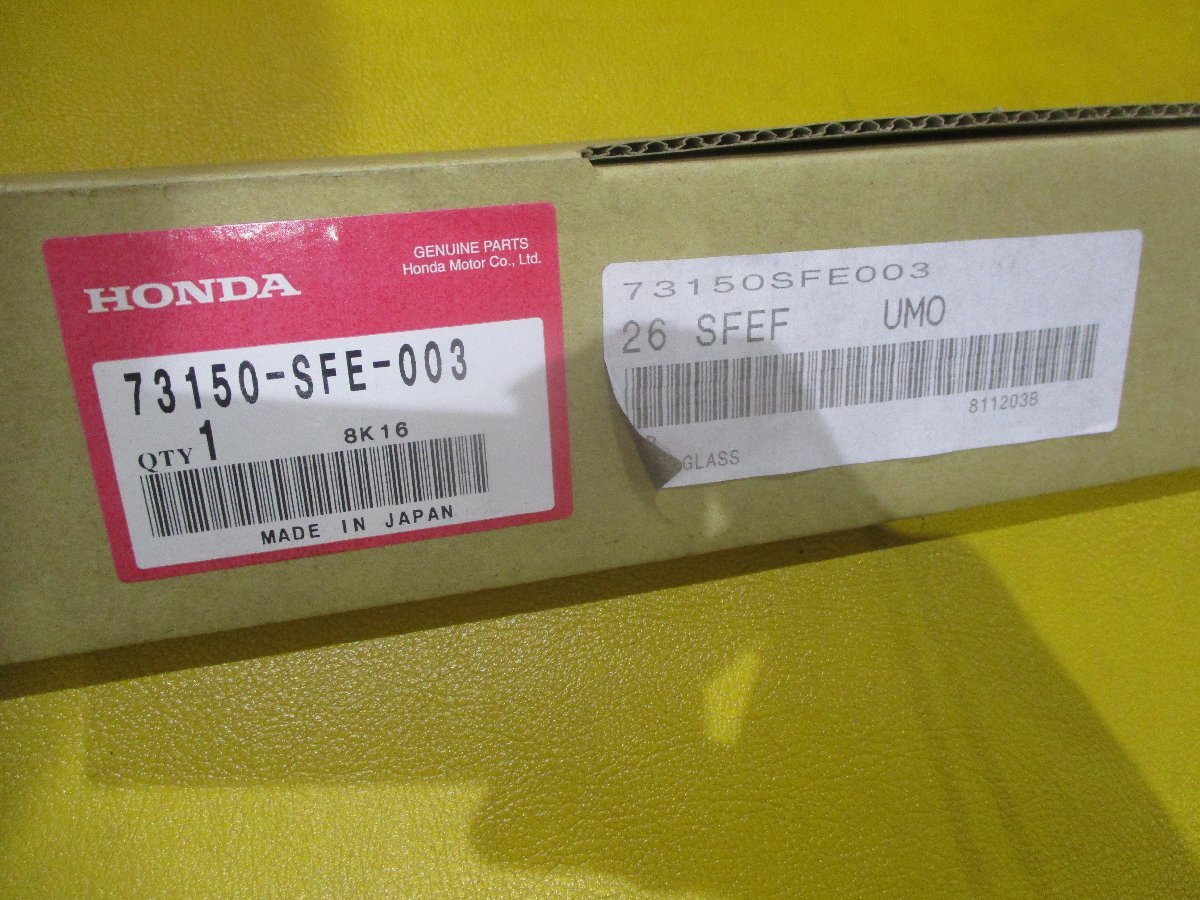 GENUINE PARTS
Honda Motor Co., Ltd.
HONDA
73150-SFE-003
QTY 1 8K16
MADE IN JAPAN
73150SFE003
26 SFEF UMO
811203B
GLASS